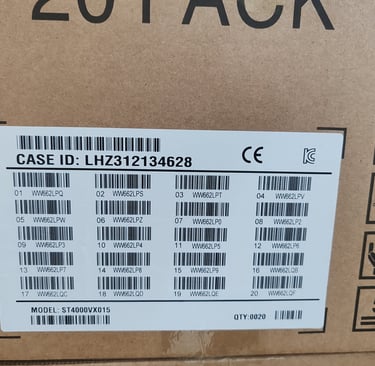 20 PACK
CASE ID: LHZ312134628
CE
01 WW662LPQ 02 WW662LPS 03 WW662LPT 04 WW662LPV
05 WW662LPW 06 WW662LPZ 07 WW662LP0 08 WW662LP2
09 WW662LP3 10 WW662LP4 11 WW662LP5 12 WW662LP6
13 WW662LP7 14 WW662LP8 15 WW662LP9 16 WW662LQB
17 WW662LQC 18 WW662LQD 19 WW662LQE 20 WW662LQF
MODEL: ST4000VX015 QTY:0020